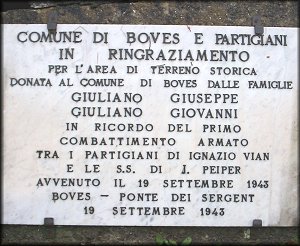 COMUNE DI BOVES E PARTIGIANI
IN RINGRAZIAMENTO
PER L'AREA DI TERRENO STORICA
DONATA AL COMUNE DI BOVES DALLE FAMIGLIE
GIULIANO GIUSEPPE
GIULIANO GIOVANNI
IN RICORDO DEL PRIMO
COMBATTIMENTO ARMATO
TRA I PARTIGIANI DI IGNAZIO VIAN
E LE S.S. DI J. PEIPER
AVVENUTO IL 19 SETTEMBRE 1943
BOVES - PONTE DEI SERGENT
19 SETTEMBRE 1943